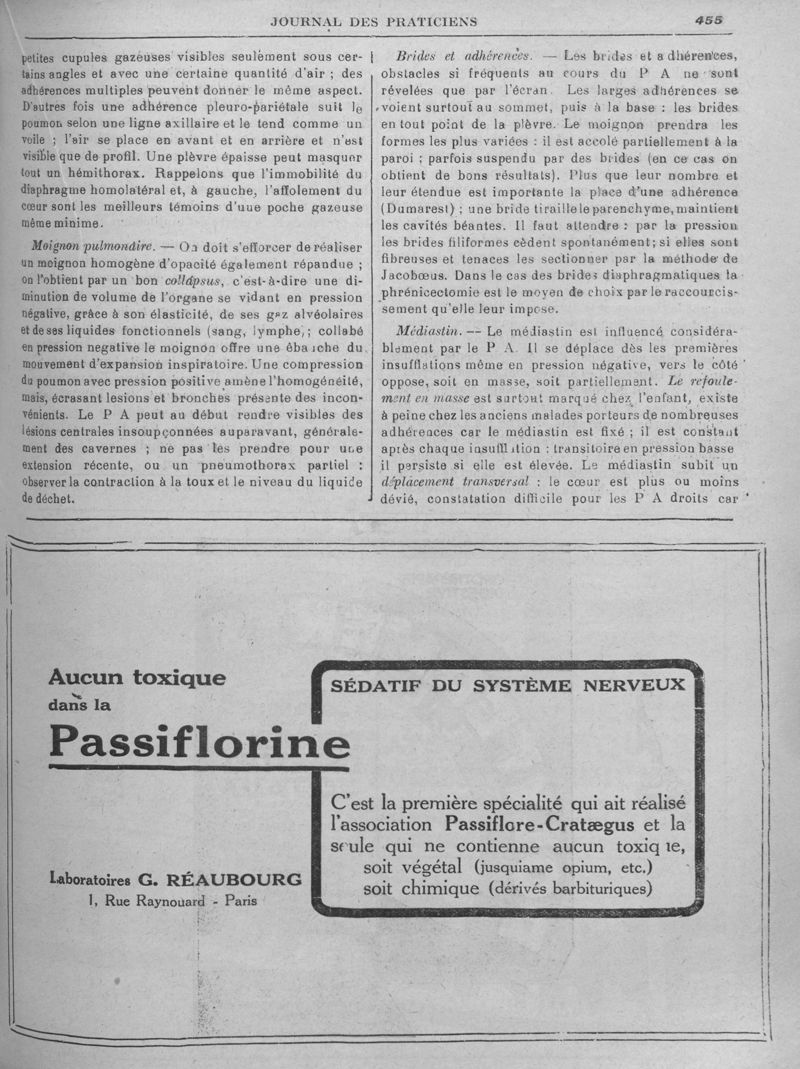 JOURNAL DES PRATICIENS
455
petites cupules gazeuses visibles seulement sous cer-
tains angles et avec une certaine quantité d'air ; des
adhérences multiples peuvent donner le même aspect.
D'autres fois une adhérence pleuro-pariétale suit le
poumon selon une ligne axillaire et le tend comme un
voile ; l'air se place en avant et en arrière et n'est
visible que de profil. Une plèvre épaisse peut masquer
tout un hémithorax. Rappelons que l'immobilité du
diaphragme homolatéral et, à gauche, l'affolement du
cœur sont les meilleurs témoins d'uue poche gazeuse
même minime.
Moignon pulmonaire. — On doit s'efforcer de réaliser
un moignon homogène d'opacité également répandue ;
on l'obtient par un bon collapsus, c'est-à-dire une di-
minution de volume de l'organe se vidant en pression
négative, grâce à son élasticité, de ses gaz alvéolaires
et de ses liquides fonctionnels (sang, lymphe, ; collabé
en pression negative le moignon offre une ébauche du
mouvement d'expansion inspiratoire. Une compression
du poumon avec pression positive amène l'homogénéité,
mais, écrasant lesions et bronches présente des incon-
vénients. Le P A peut au début rendre visibles des
lésions centrales insoupçonnées auparavant, générale-
ment des cavernes ; ne pas les prendre pour une
extension récente, ou un pneumothorax partiel :
observer la contraction à la toux et le niveau du liquide
de déchet.
Brides et adhérences. — Les brides et adhérences,
obstacles si fréquents au cours du P A ne sont
révelées que par l'écran. Les larges adhérences se
voient surtout au sommet, puis à la base : les brides
en tout point de la plèvre. Le moignon prendra les
formes les plus variées : il est accolé partiellement à la
paroi ; parfois suspendu par des brides (en ce cas on
obtient de bons résultats). Plus que leur nombre et
leur étendue est importante la place d'une adhérence
(Dumarest) ; une bride tiraille le parenchyme, maintient
les cavités béantes. Il faut attendre : par la pression
les brides filiformes cèdent spontanément ; si elles sont
fibreuses et tenaces les sectionner par la méthode de
Jacobœus. Dans le cas des brides diaphragmatiques la
phrénicectomie est le moyen de choix par le raccourcis-
sement qu'elle leur impose.
Médiastin. — Le médiastin est influencé considéra-
blement par le P A. Il se déplace dès les premières
insufflations même en pression négative, vers le côté
oppose, soit en masse, soit partiellement. Le refoule-
ment en masse est surtout marqué chez l'enfant, existe
à peine chez les anciens malades porteurs de nombreuses
adhérences car le médiastin est fixé ; il est constant
après chaque insufflation : transitoire en pression basse
il persiste si elle est élevée. Le médiastin subit un
déplacement transversal : le cœur est plus ou moins
dévié, constatation difficile pour les P A droits car
Aucun toxique
dans la
Passiflorine
Laboratoires G. RÉAUBOURG
1, Rue Raynouard - Paris
SÉDATIF DU SYSTÈME NERVEUX
C'est la première spécialité qui ait réalisé
l'association Passiflore-Cratægus et la
seule qui ne contienne aucun toxique,
soit végétal (jusquiame opium, etc.)
soit chimique (dérivés barbituriques)